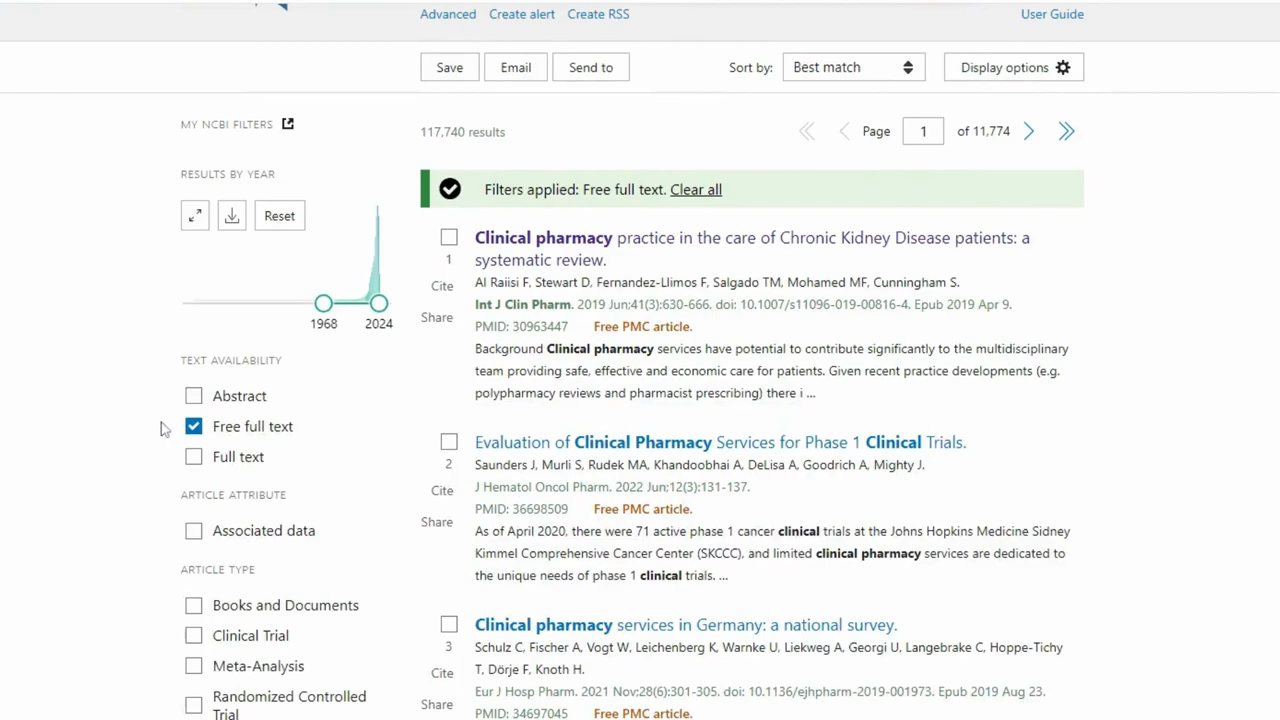 Advanced Create alert Create RSS User Guide
Save Email Send to Sort by: Best match Display options
MY NCBI FILTERS
117,740 results Page 1 of 11,774
RESULTS BY YEAR
Reset
1968 2024
TEXT AVAILABILITY
Abstract
Free full text
Full text
ARTICLE ATTRIBUTE
Associated data
ARTICLE TYPE
Books and Documents
Clinical Trial
Meta-Analysis
Randomized Controlled
Trial
Filters applied: Free full text. Clear all
Clinical pharmacy practice in the care of Chronic Kidney Disease patients: a
1 systematic review.
Cite Al Raiisi F, Stewart D, Fernandez-Llimos F, Salgado TM, Mohamed MF, Cunningham S.
Int J Clin Pharm. 2019 Jun;41(3):630-666. doi: 10.1007/s11096-019-00816-4. Epub 2019 Apr 9.
Share PMID: 30963447 Free PMC article.
Background Clinical pharmacy services have potential to contribute significantly to the multidisciplinary
team providing safe, effective and economic care for patients. Given recent practice developments (e.g.
polypharmacy reviews and pharmacist prescribing) there i ...
Evaluation of Clinical Pharmacy Services for Phase 1 Clinical Trials.
2 Saunders J, Murli S, Rudek MA, Khandoobhai A, DeLisa A, Goodrich A, Mighty J.
Cite J Hematol Oncol Pharm. 2022 Jun;12(3):131-137.
PMID: 36698509 Free PMC article.
Share As of April 2020, there were 71 active phase 1 cancer clinical trials at the Johns Hopkins Medicine Sidney
Kimmel Comprehensive Cancer Center (SKCCC), and limited clinical pharmacy services are dedicated to
the unique needs of phase 1 clinical trials. ...
Clinical pharmacy services in Germany: a national survey.
3 Schulz C, Fischer A, Vogt W, Leichenberg K, Warnke U, Liekweg A, Georgi U, Langebrake C, Hoppe-Tichy
Cite T, Dörje F, Knoth H.
Eur J Hosp Pharm. 2021 Nov;28(6):301-305. doi: 10.1136/ejhpharm-2019-001973. Epub 2019 Aug 23.
Share PMID: 34697045 Free PMC article.